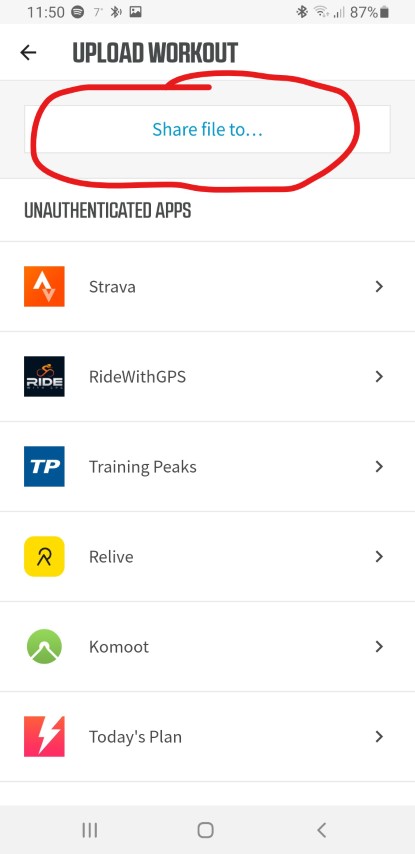 11:50 7° 87%
UPLOAD WORKOUT
Share file to...
UNAUTHENTICATED APPS
Strava
RIDE
RideWithGPS
TP
Training Peaks
Relive
Komoot
Today's Plan